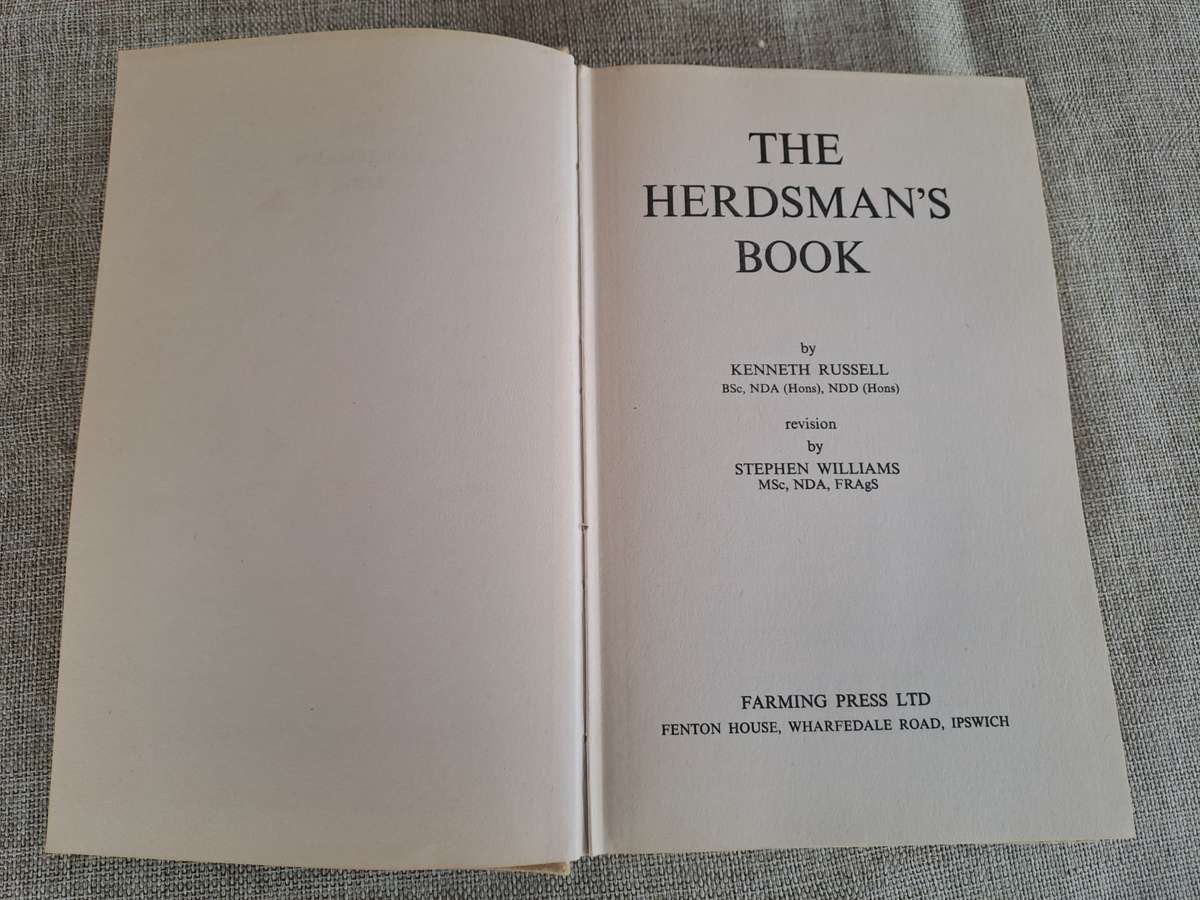 THE
HERDSMAN'S
BOOK
by
KENNETH RUSSELL
BSc, NDA (Hons), NDD (Hons)
revision
by
STEPHEN WILLIAMS
MSc, NDA, FRAgS
FARMING PRESS LTD
FENTON HOUSE, WHARFEDALE ROAD, IPSWICH